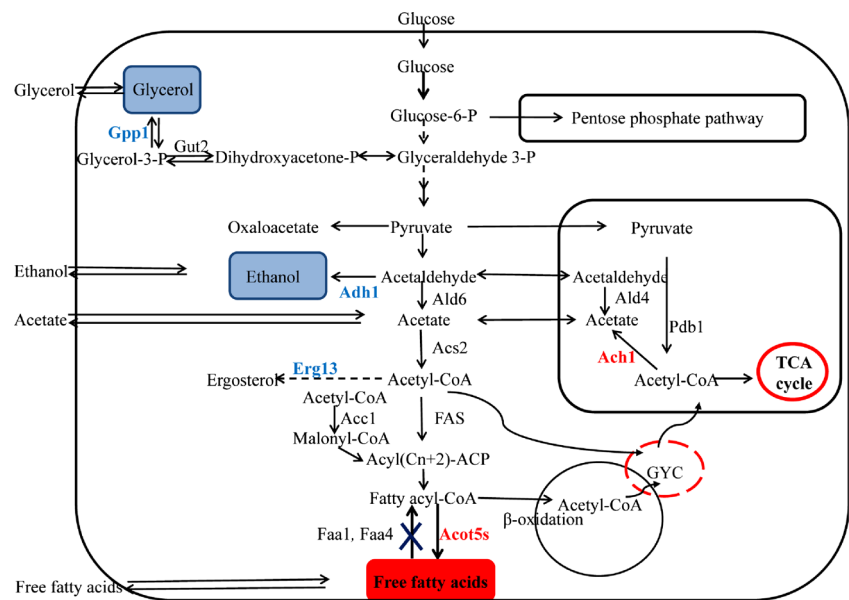 Glucose
Glucose
Glycerol
Glycerol
Glucose-6-P
Pentose phosphate pathway
Gpp1
Gut2
Glycerol-3-P
Dihydroxyacetone-P
Glyceraldehyde 3-P
Oxaloacetate
Pyruvate
Pyruvate
Ethanol
Ethanol
Acetaldehyde
Acetaldehyde
Adh1
Ald6
Ald4
Acetate
Acetate
Acetate
Pdb1
Acs2
Ach1
TCA
cycle
Erg13
Ergosterol
Acetyl-CoA
Acetyl-CoA
Acetyl-CoA
Acc1
FAS
Malonyl-CoA
Acyl(Cn+2)-ACP
GYC
Fatty acyl-CoA
Acetyl-CoA
β-oxidation
Faa1, Faa4
Acot5s
Free fatty acids
Free fatty acids